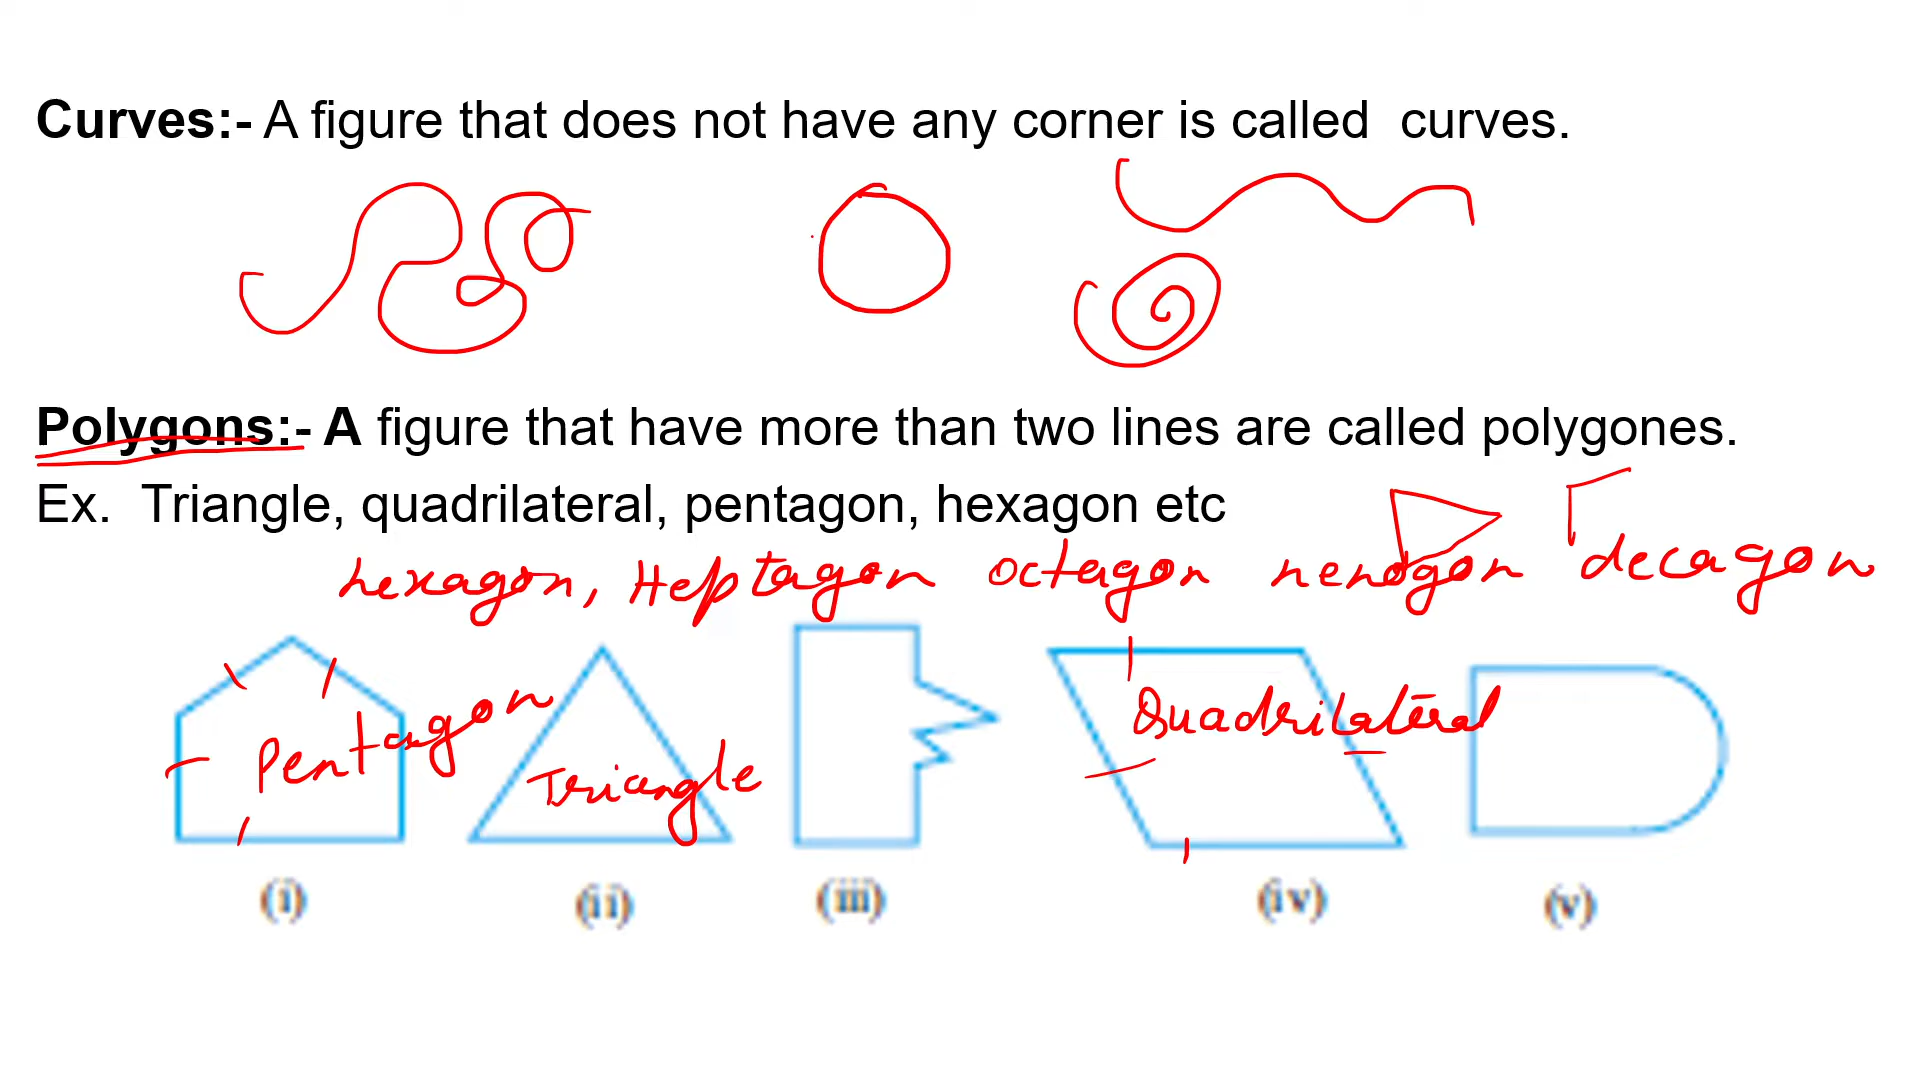 Curves:- A figure that does not have any corner is called curves.
Polygons:- A figure that have more than two lines are called polygones.
Ex. Triangle, quadrilateral, pentagon, hexagon etc
hexagon, Heptagon octagon nenogon decagon
Pentagon Triangle Quadrilateral
(i) (ii) (iii) (iv) (v)